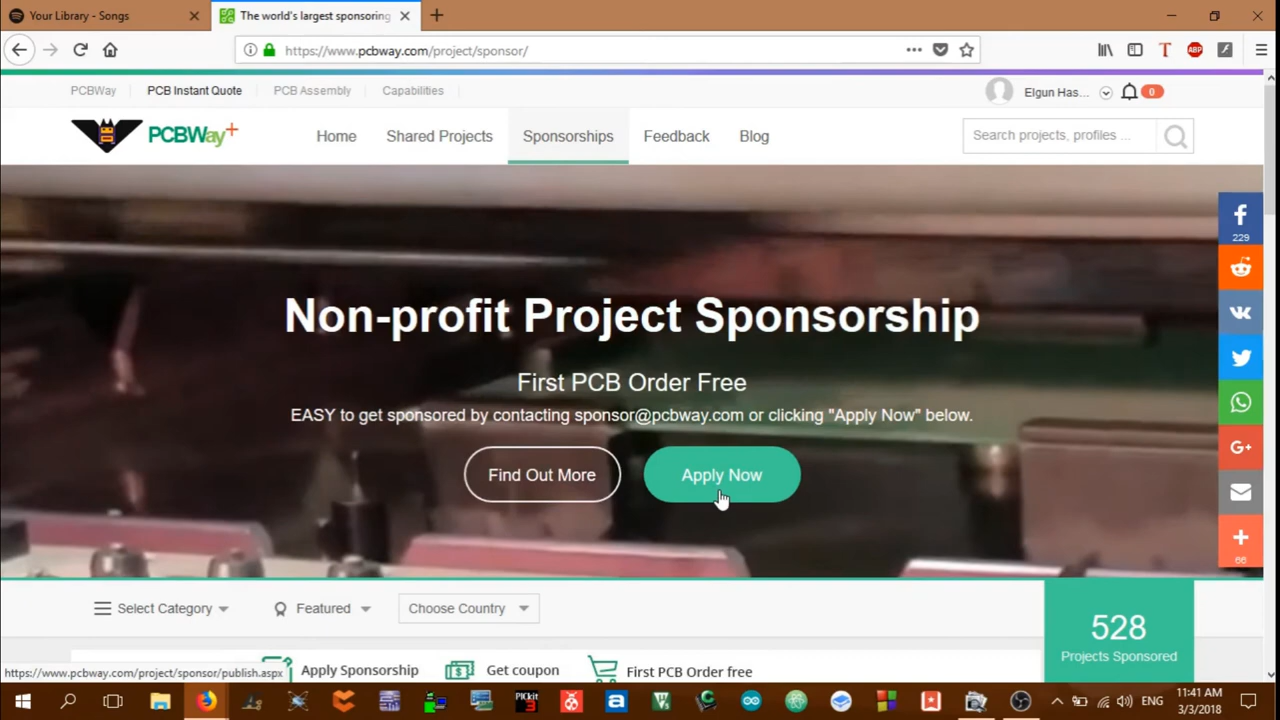 Your Library - Songs
The world's largest sponsoring
https://www.pcbway.com/project/sponsor/
T
ABP
PCBWay
PCB Instant Quote
PCB Assembly
Capabilities
Elgun Has...
0
PCBWay+
Home
Shared Projects
Sponsorships
Feedback
Blog
Search projects, profiles ...
229
Non-profit Project Sponsorship
First PCB Order Free
EASY to get sponsored by contacting sponsor@pcbway.com or clicking "Apply Now" below.
Find Out More
Apply Now
G+
66
Select Category
Featured
Choose Country
528
Projects Sponsored
Apply Sponsorship
Get coupon
First PCB Order free
https://www.pcbway.com/project/sponsor/publish.aspx
PICkit
3
ENG
11:41 AM
3/3/2018